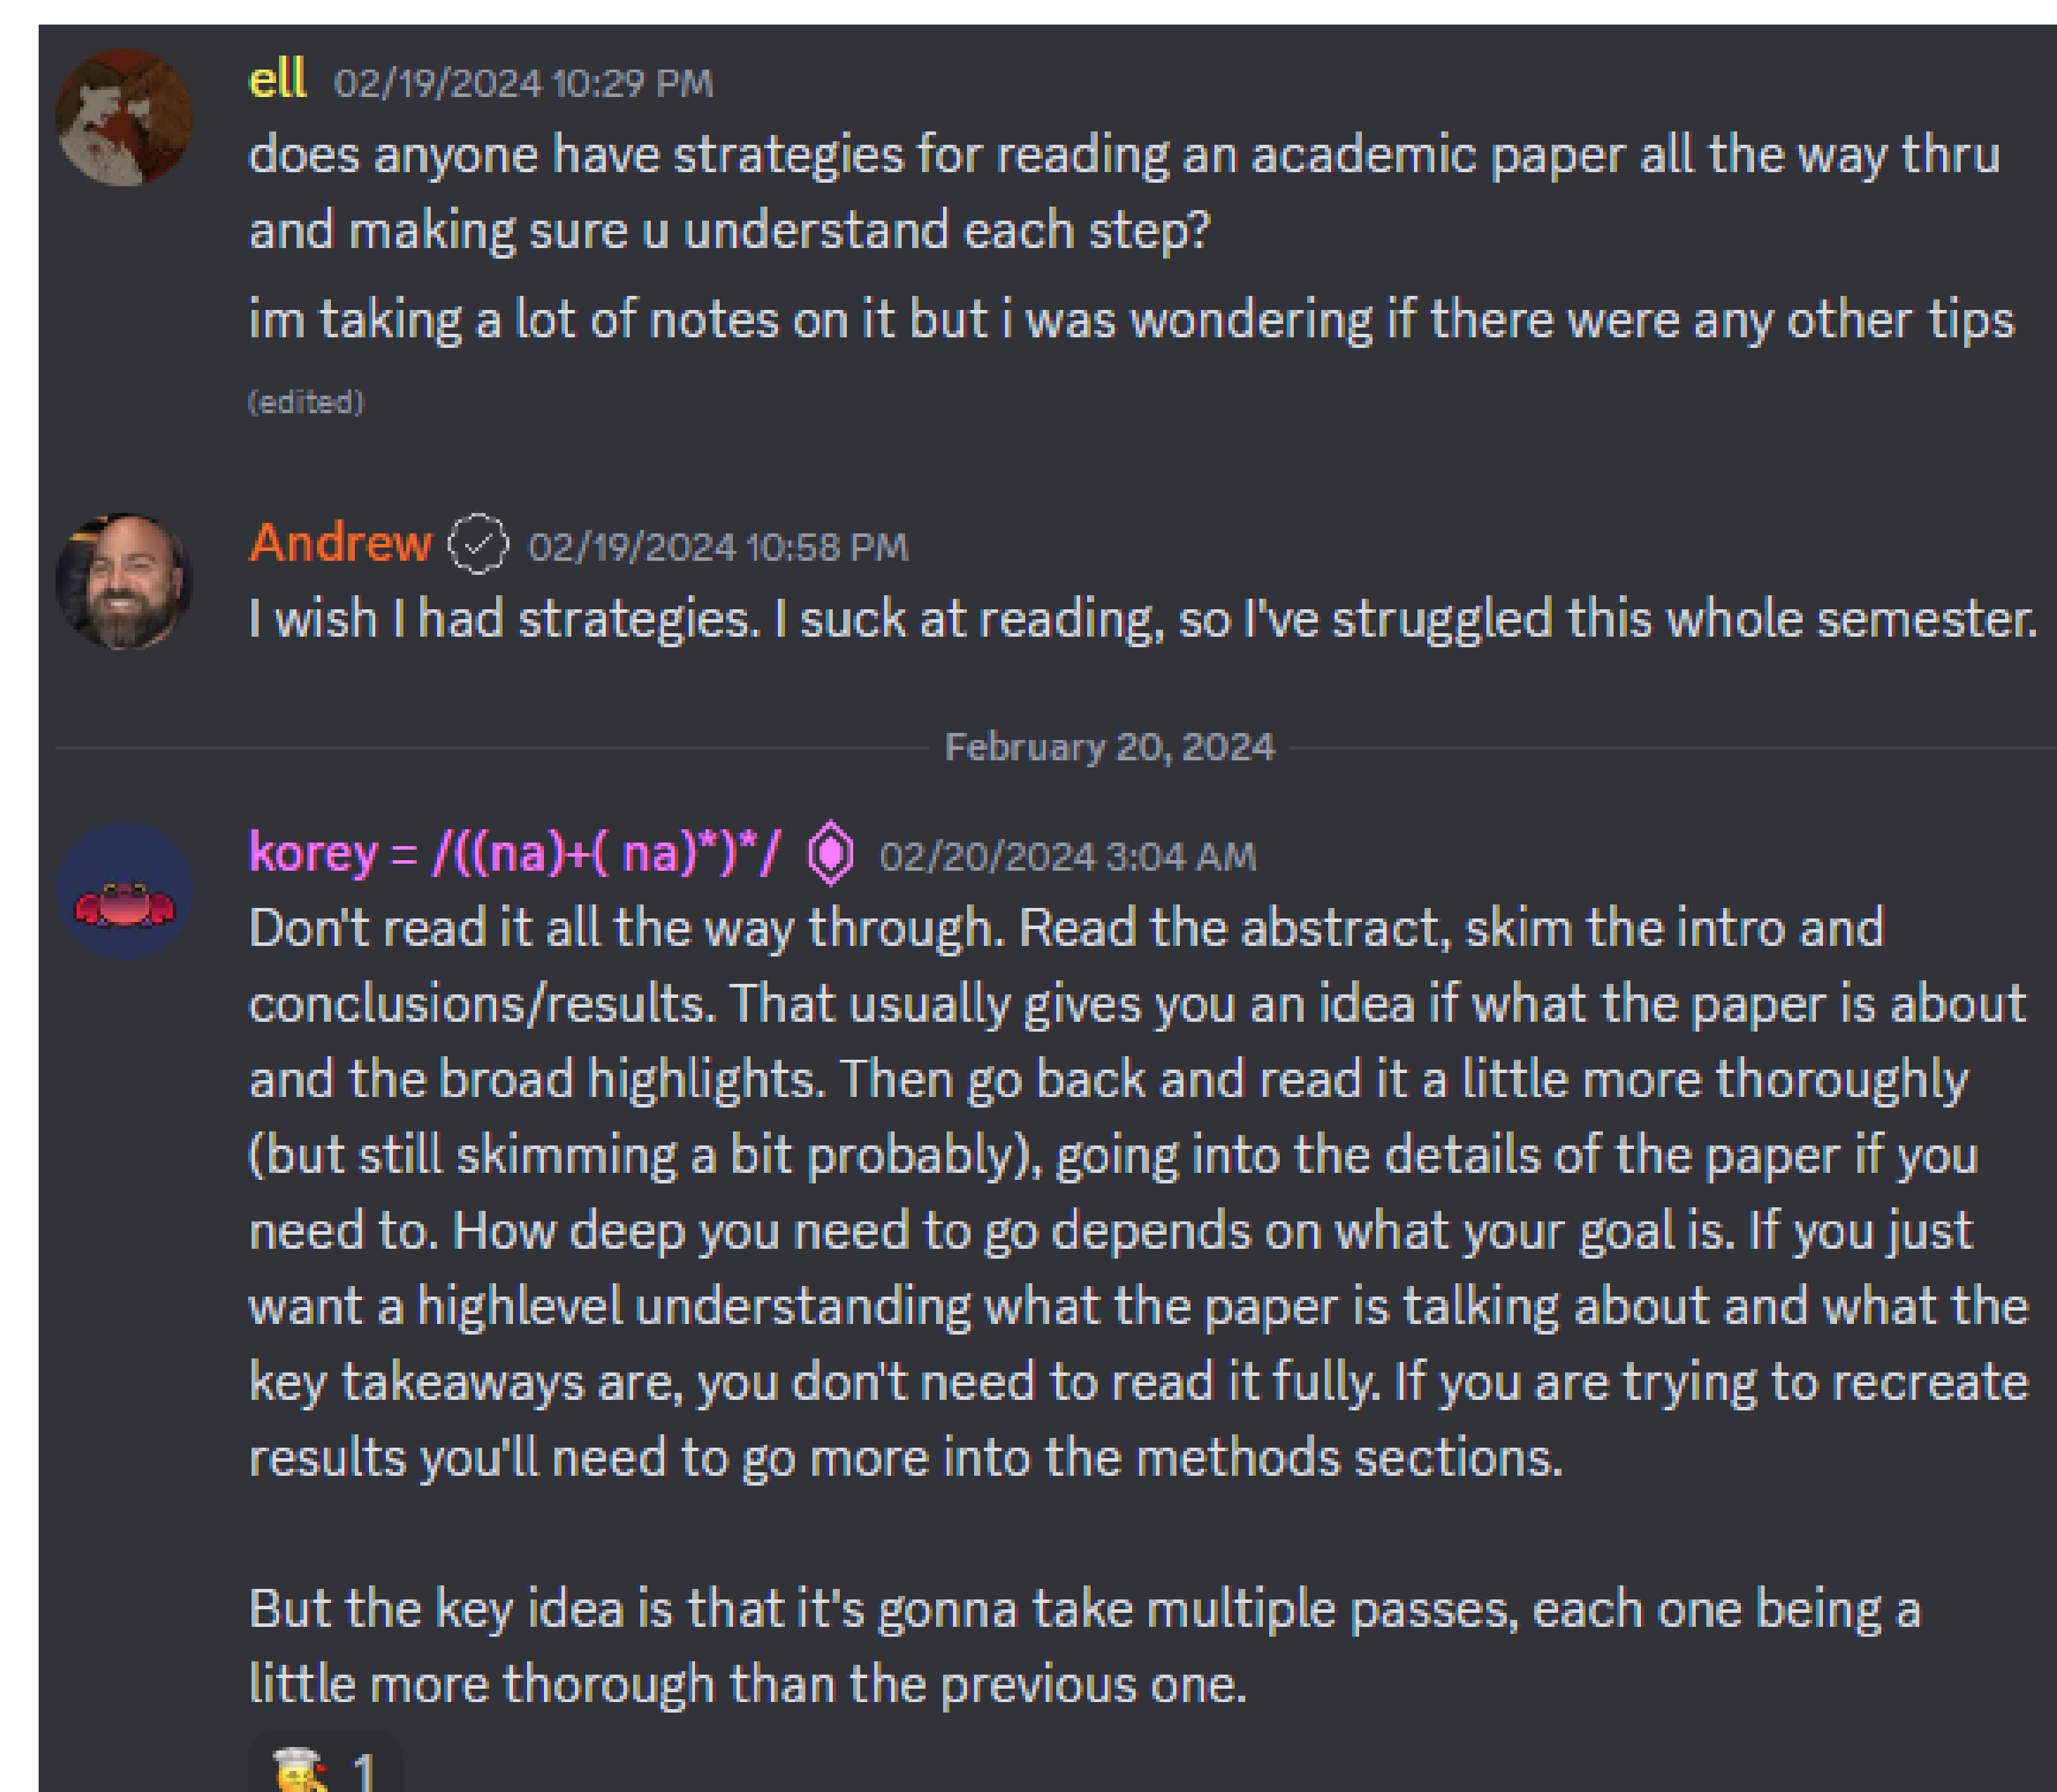 ell 02/19/2024 10:29 PM
does anyone have strategies for reading an academic paper all the way thru
and making sure u understand each step?
im taking a lot of notes on it but i was wondering if there were any other tips
(edited)
Andrew 02/19/2024 10:58 PM
I wish I had strategies. I suck at reading, so I've struggled this whole semester.
February 20, 2024
korey = /((na)+( na)*)*/ 02/20/2024 3:04 AM
Don't read it all the way through. Read the abstract, skim the intro and
conclusions/results. That usually gives you an idea if what the paper is about
and the broad highlights. Then go back and read it a little more thoroughly
(but still skimming a bit probably), going into the details of the paper if you
need to. How deep you need to go depends on what your goal is. If you just
want a highlevel understanding what the paper is talking about and what the
key takeaways are, you don't need to read it fully. If you are trying to recreate
results you'll need to go more into the methods sections.
But the key idea is that it's gonna take multiple passes, each one being a
little more thorough than the previous one.
1